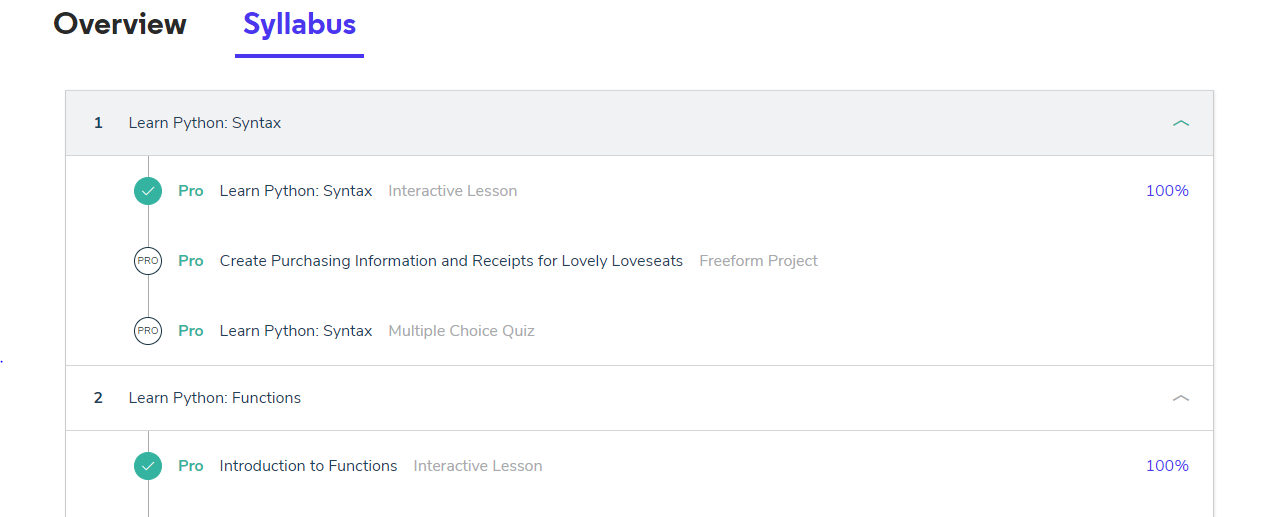 Overview Syllabus
1 Learn Python: Syntax
Pro Learn Python: Syntax Interactive Lesson 100%
PRO Pro Create Purchasing Information and Receipts for Lovely Loveseats Freeform Project
PRO Pro Learn Python: Syntax Multiple Choice Quiz
.
2 Learn Python: Functions
Pro Introduction to Functions Interactive Lesson 100%